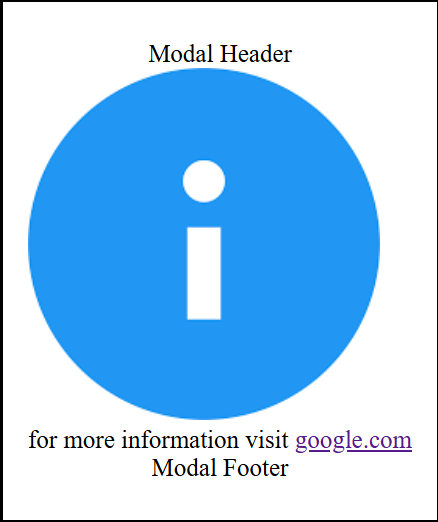 Modal Header
i
for more information visit google.com
Modal Footer